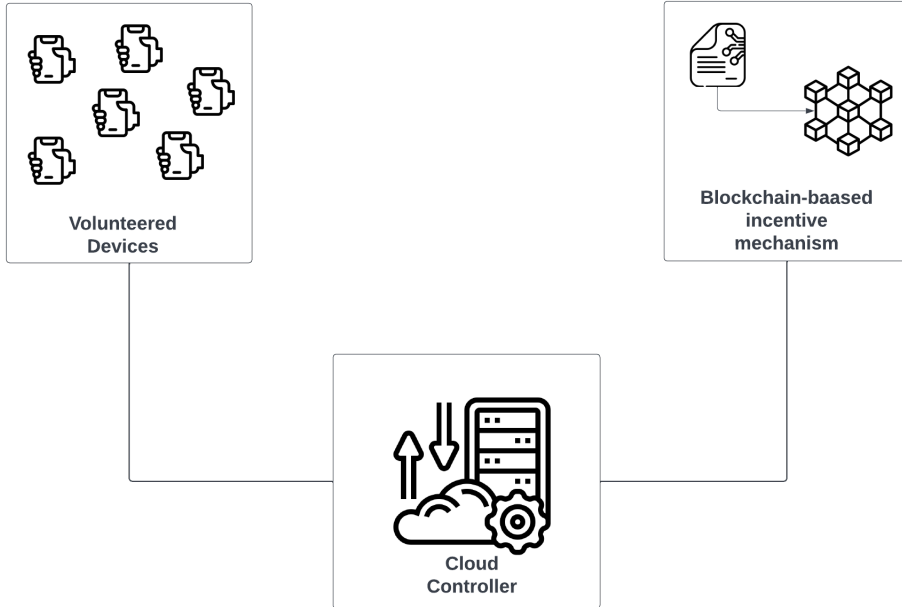 Volunteered
Devices
Blockchain-baased
incentive
mechanism
Cloud
Controller